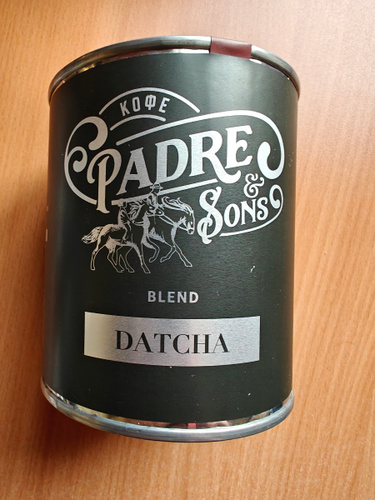 КОФЕ
PADRE
& SONS
BLEND
DATCHA